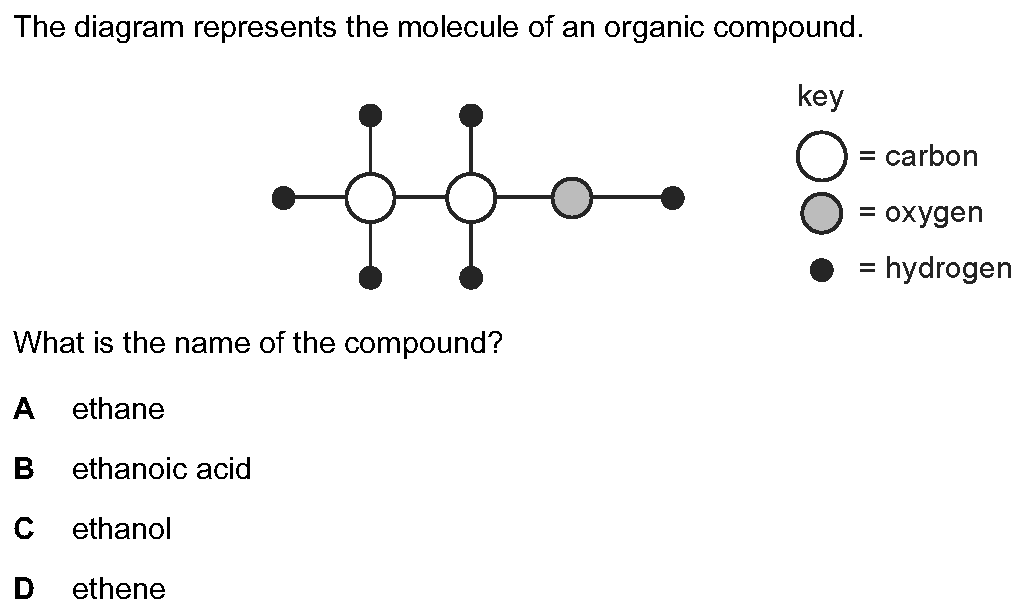 The diagram represents the molecule of an organic compound.
key
= carbon
= oxygen
= hydrogen
What is the name of the compound?
A ethane
B ethanoic acid
C ethanol
D ethene